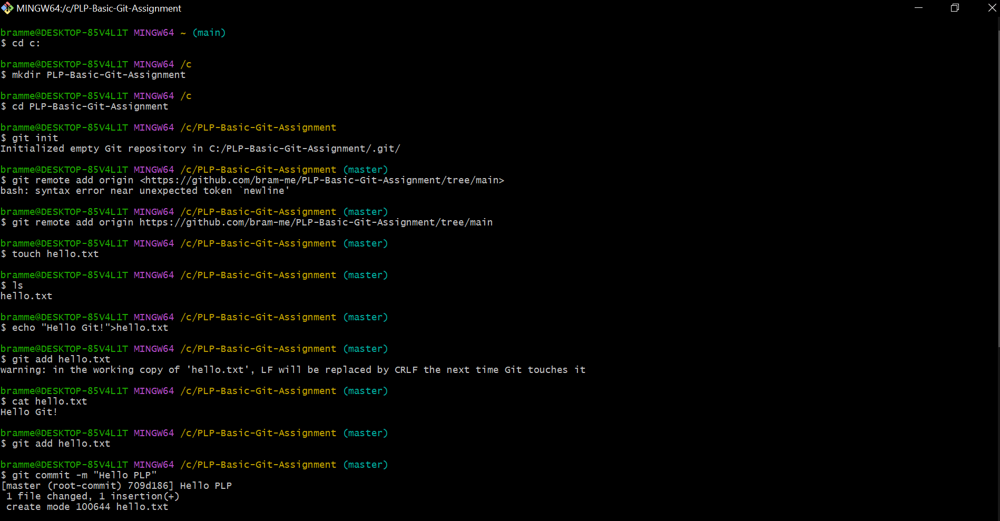 MINGW64:/c/PLP-Basic-Git-Assignment
bramme@DESKTOP-85V4L1T MINGW64 ~ (main)
$ cd c:
bramme@DESKTOP-85V4L1T MINGW64 /c
$ mkdir PLP-Basic-Git-Assignment
bramme@DESKTOP-85V4L1T MINGW64 /c
$ cd PLP-Basic-Git-Assignment
bramme@DESKTOP-85V4L1T MINGW64 /c/PLP-Basic-Git-Assignment
$ git init
Initialized empty Git repository in C:/PLP-Basic-Git-Assignment/.git/
bramme@DESKTOP-85V4L1T MINGW64 /c/PLP-Basic-Git-Assignment (master)
$ git remote add origin <https://github.com/bram-me/PLP-Basic-Git-Assignment/tree/main>
bash: syntax error near unexpected token `newline'
bramme@DESKTOP-85V4L1T MINGW64 /c/PLP-Basic-Git-Assignment (master)
$ git remote add origin https://github.com/bram-me/PLP-Basic-Git-Assignment/tree/main
bramme@DESKTOP-85V4L1T MINGW64 /c/PLP-Basic-Git-Assignment (master)
$ touch hello.txt
bramme@DESKTOP-85V4L1T MINGW64 /c/PLP-Basic-Git-Assignment (master)
$ ls
hello.txt
bramme@DESKTOP-85V4L1T MINGW64 /c/PLP-Basic-Git-Assignment (master)
$ echo "Hello Git!">hello.txt
bramme@DESKTOP-85V4L1T MINGW64 /c/PLP-Basic-Git-Assignment (master)
$ git add hello.txt
warning: in the working copy of 'hello.txt', LF will be replaced by CRLF the next time Git touches it
bramme@DESKTOP-85V4L1T MINGW64 /c/PLP-Basic-Git-Assignment (master)
$ cat hello.txt
Hello Git!
bramme@DESKTOP-85V4L1T MINGW64 /c/PLP-Basic-Git-Assignment (master)
$ git add hello.txt
bramme@DESKTOP-85V4L1T MINGW64 /c/PLP-Basic-Git-Assignment (master)
$ git commit -m "Hello PLP"
[master (root-commit) 709d186] Hello PLP
1 file changed, 1 insertion(+)
create mode 100644 hello.txt